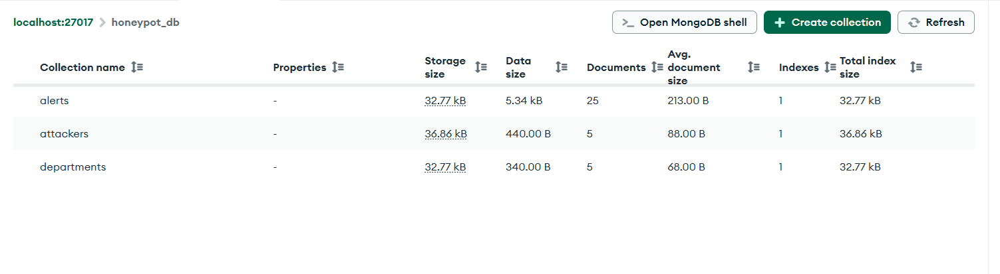 localhost:27017 honeypot_db >_ Open MongoDB shell + Create collection Refresh
Collection name Properties Storage size Data size Documents Avg. document size Indexes Total index size
alerts - 32.77 kB 5.34 kB 25 213.00 B 1 32.77 kB
attackers - 36.86 kB 440.00 B 5 88.00 B 1 36.86 kB
departments - 32.77 kB 340.00 B 5 68.00 B 1 32.77 kB